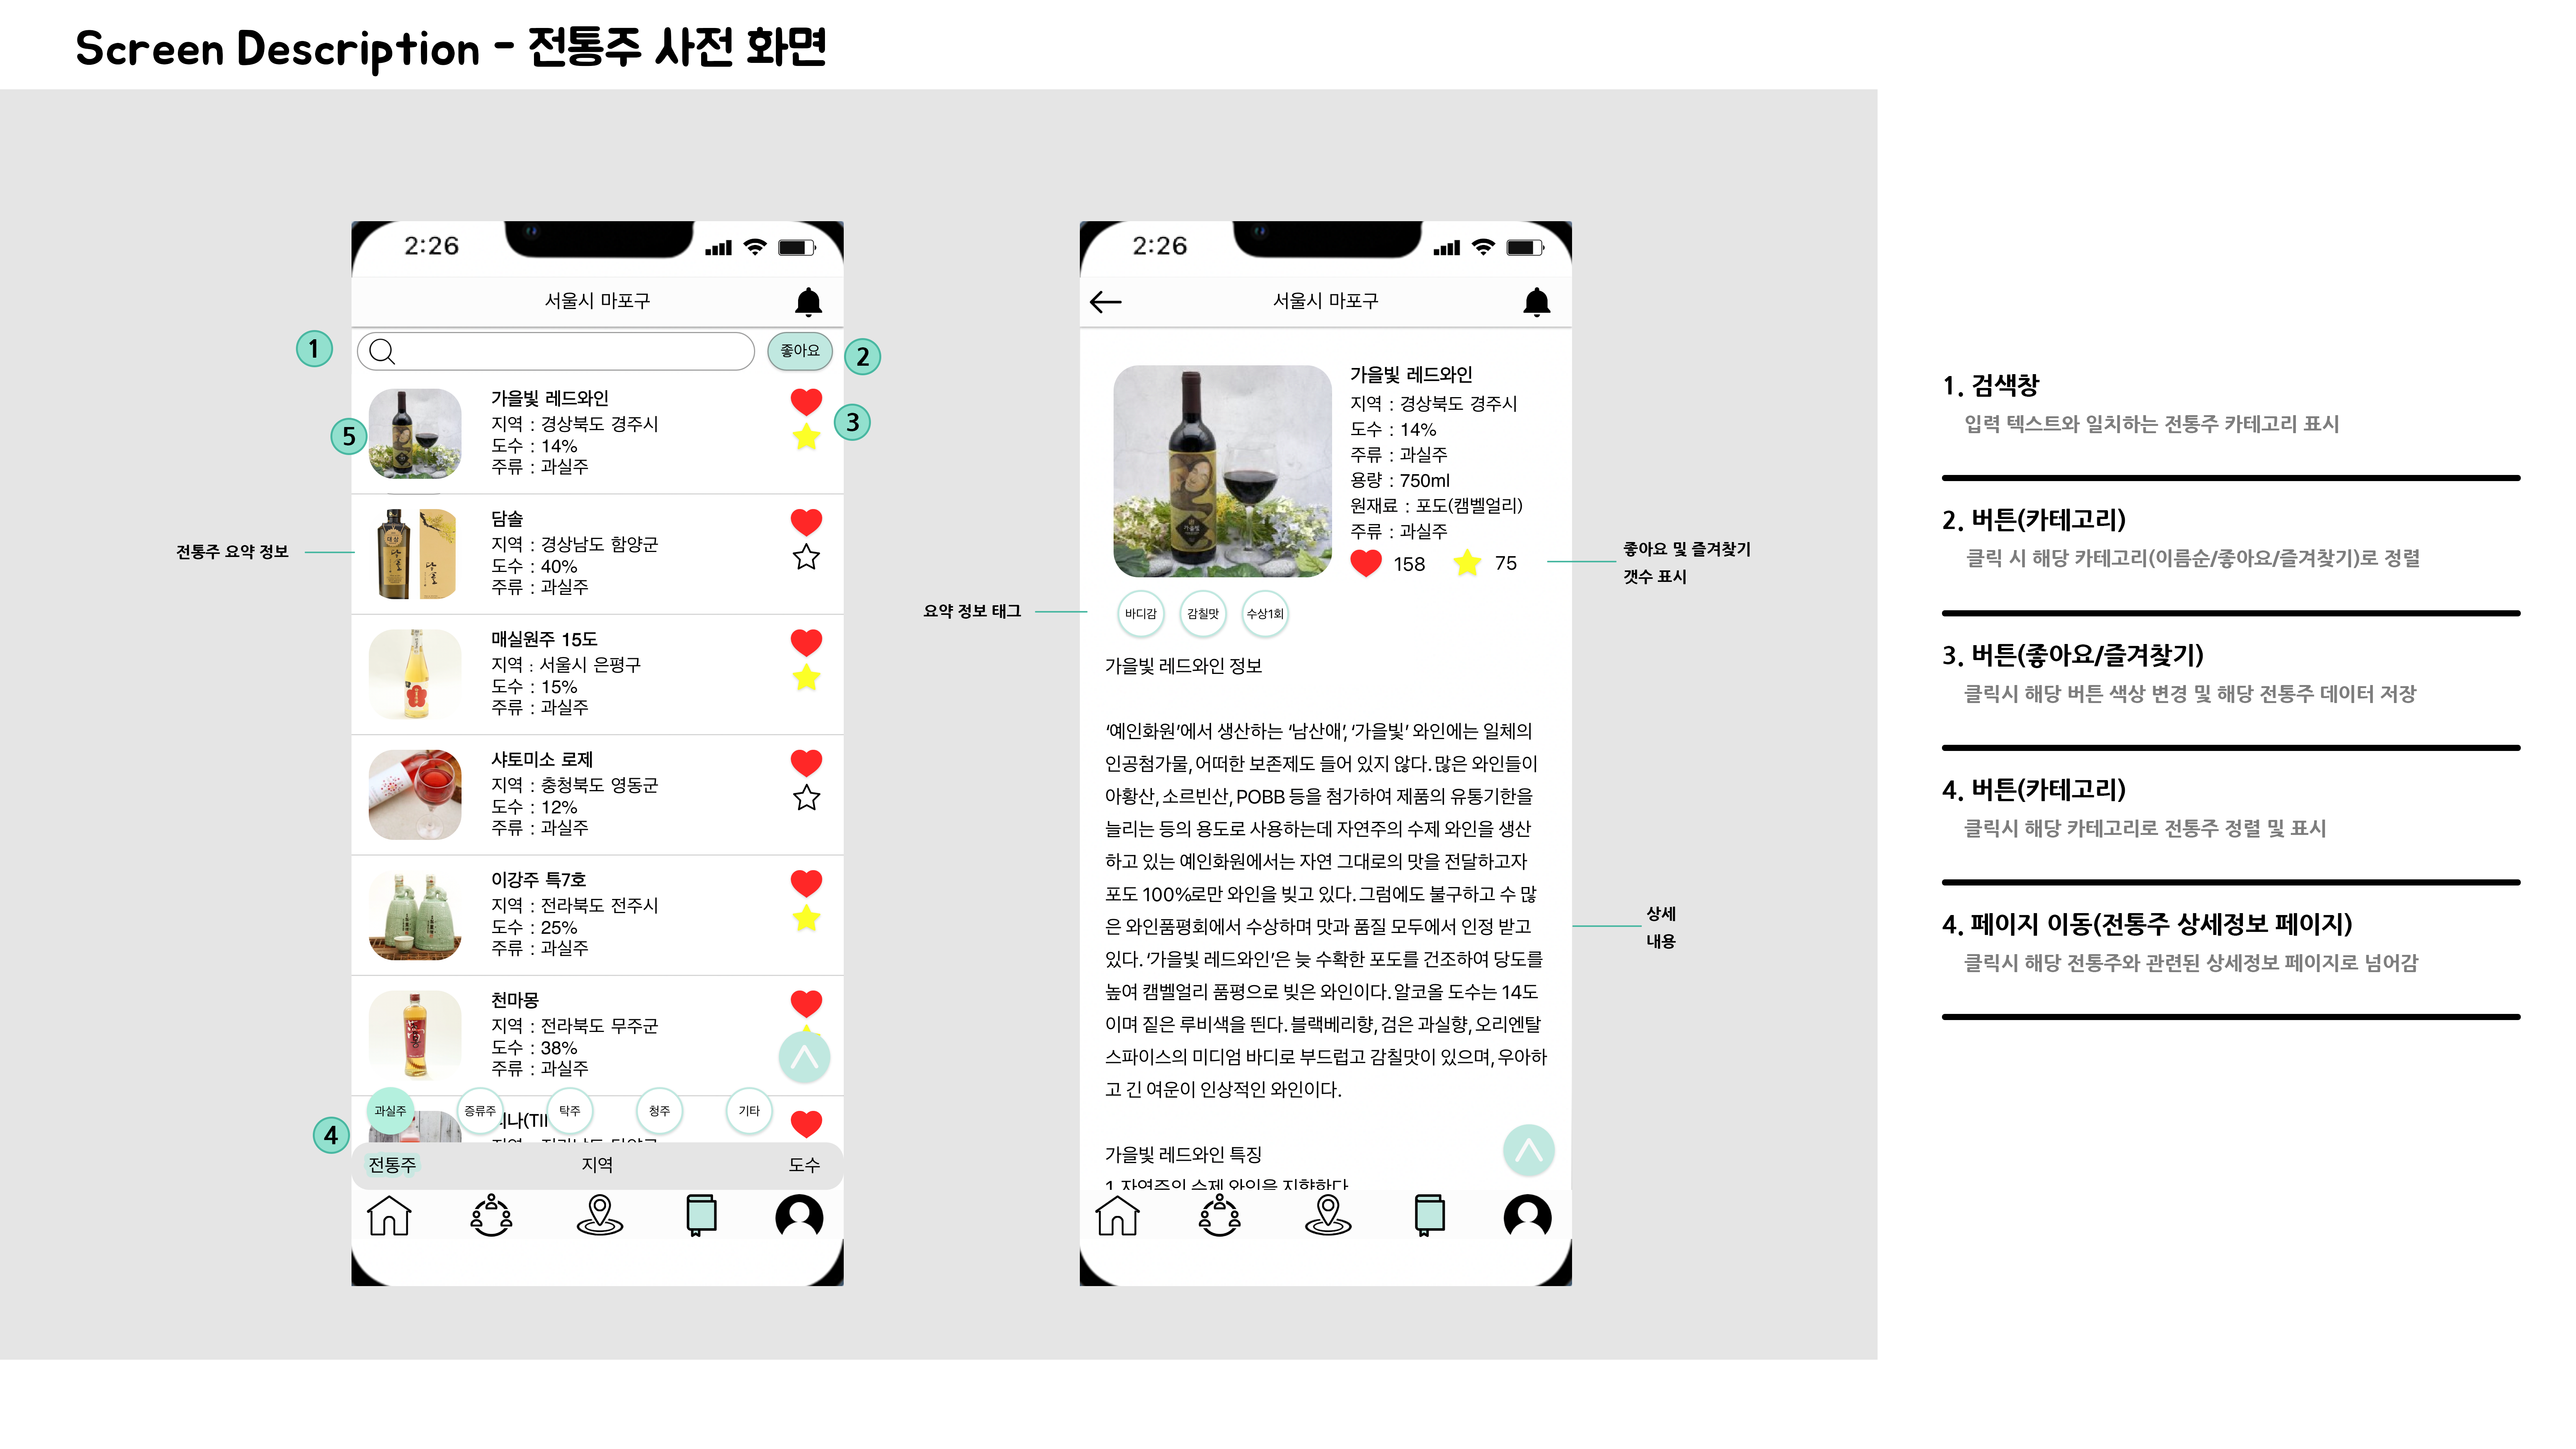 Screen Description - 전통주 사전 화면
2:26
서울시 마포구
1
좋아요
2
가을빛 레드와인
지역 : 경상북도 경주시
도수 : 14%
주류 : 과실주
3
5
전통주 요약 정보
담솔
지역 : 경상남도 함양군
도수 : 40%
주류 : 과실주
매실원주 15도
지역 : 서울시 은평구
도수 : 15%
주류 : 과실주
샤토미소 로제
지역 : 충청북도 영동군
도수 : 12%
주류 : 과실주
이강주 특7호
지역 : 전라북도 전주시
도수 : 25%
주류 : 과실주
천마몽
지역 : 전라북도 무주군
도수 : 38%
주류 : 과실주
과실주 증류주 탁주 청주 기타
4
전통주 지역 도수
2:26
서울시 마포구
가을빛 레드와인
지역 : 경상북도 경주시
도수 : 14%
주류 : 과실주
용량 : 750ml
원재료 : 포도(캠벨얼리)
주류 : 과실주
158 75
좋아요 및 즐겨찾기
갯수 표시
요약 정보 태그
바디감 감칠맛 수상1회
가을빛 레드와인 정보
‘예인화원’에서 생산하는 ‘남산애’, ‘가을빛’ 와인에는 일체의
인공첨가물, 어떠한 보존제도 들어 있지 않다. 많은 와인들이
아황산, 소르빈산, POBB 등을 첨가하여 제품의 유통기한을
늘리는 등의 용도로 사용하는데 자연주의 수제 와인을 생산
하고 있는 예인화원에서는 자연 그대로의 맛을 전달하고자
포도 100%로만 와인을 빚고 있다. 그럼에도 불구하고 수 많
은 와인품평회에서 수상하며 맛과 품질 모두에서 인정 받고
있다. ‘가을빛 레드와인’은 늦 수확한 포도를 건조하여 당도를
높여 캠벨얼리 품평으로 빚은 와인이다. 알코올 도수는 14도
이며 짙은 루비색을 띈다. 블랙베리향, 검은 과실향, 오리엔탈
스파이스의 미디엄 바디로 부드럽고 감칠맛이 있으며, 우아하
고 긴 여운이 인상적인 와인이다.
상세
내용
가을빛 레드와인 특징
1.자연주의 수제 와인을 지향한다
1. 검색창
입력 텍스트와 일치하는 전통주 카테고리 표시
2. 버튼(카테고리)
클릭 시 해당 카테고리(이름순/좋아요/즐겨찾기)로 정렬
3. 버튼(좋아요/즐겨찾기)
클릭시 해당 버튼 색상 변경 및 해당 전통주 데이터 저장
4. 버튼(카테고리)
클릭시 해당 카테고리로 전통주 정렬 및 표시
4. 페이지 이동(전통주 상세정보 페이지)
클릭시 해당 전통주와 관련된 상세정보 페이지로 넘어감